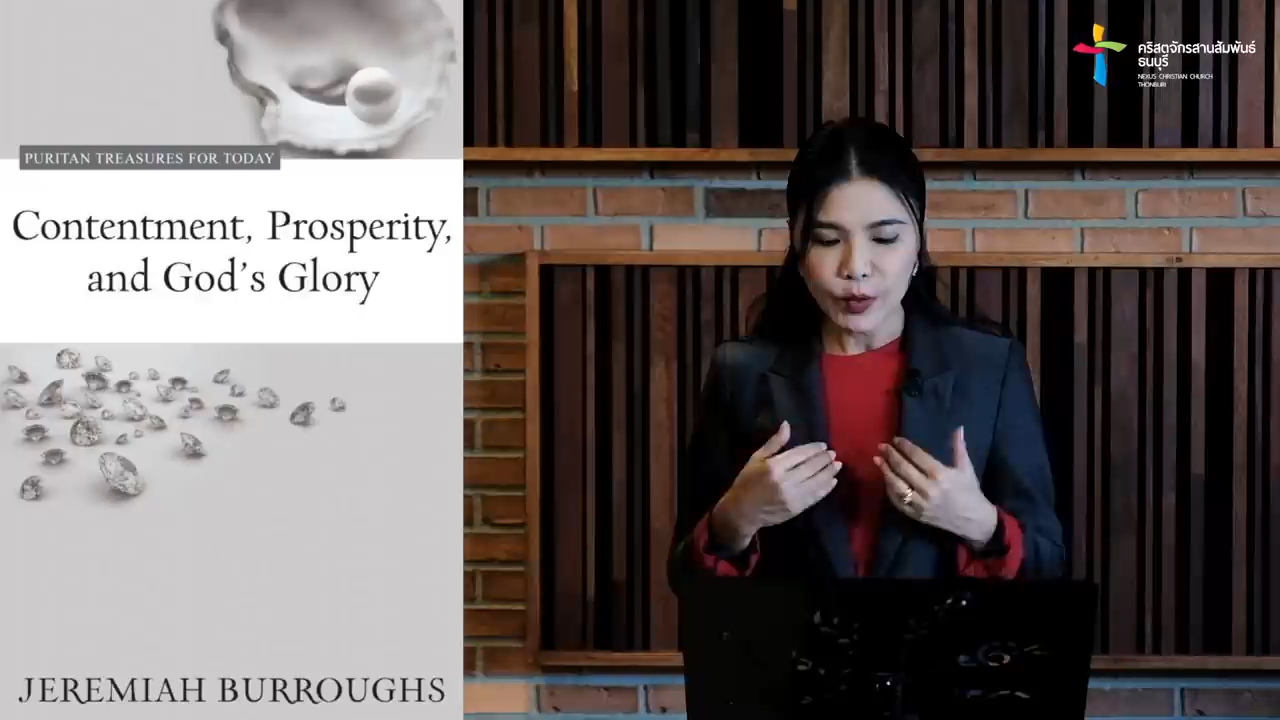 PURITAN TREASURES FOR TODAY
Contentment, Prosperity,
and God's Glory
JEREMIAH BURROUGHS
คริสตจักรสานสัมพันธ์
ธนบุรี
NEXUS CHRISTIAN CHURCH
THONBURI